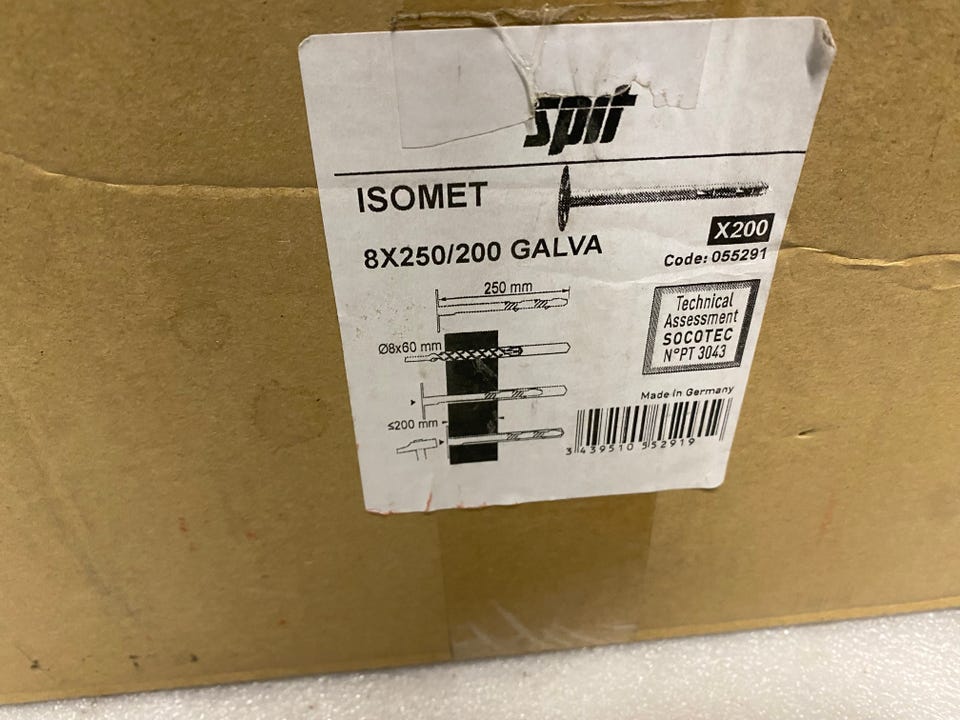 spit
ISOMET
8X250/200 GALVA
X200
Code: 055291
250 mm
Ø8x60 mm
≤200 mm
Technical
Assessment
SOCOTEC
N°PT 3043
Made in Germany
3 439510 552919